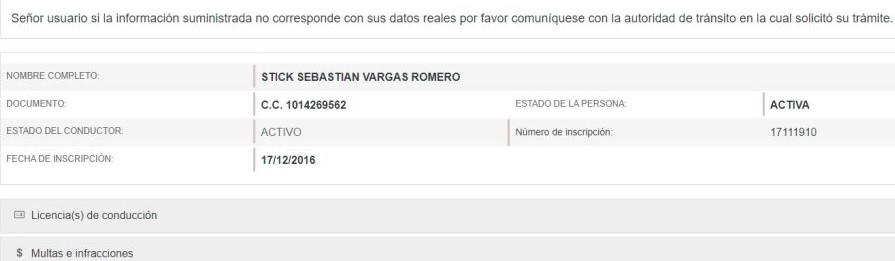 Señor usuario si la información suministrada no corresponde con sus datos reales por favor comuníquese con la autoridad de tránsito en la cual solicitó su trámite.
NOMBRE COMPLETO: STICK SEBASTIAN VARGAS ROMERO
DOCUMENTO: C.C. 1014269562 ESTADO DE LA PERSONA: ACTIVA
ESTADO DEL CONDUCTOR: ACTIVO Número de inscripción: 17111910
FECHA DE INSCRIPCIÓN: 17/12/2016
Licencia(s) de conducción
$ Multas e infracciones